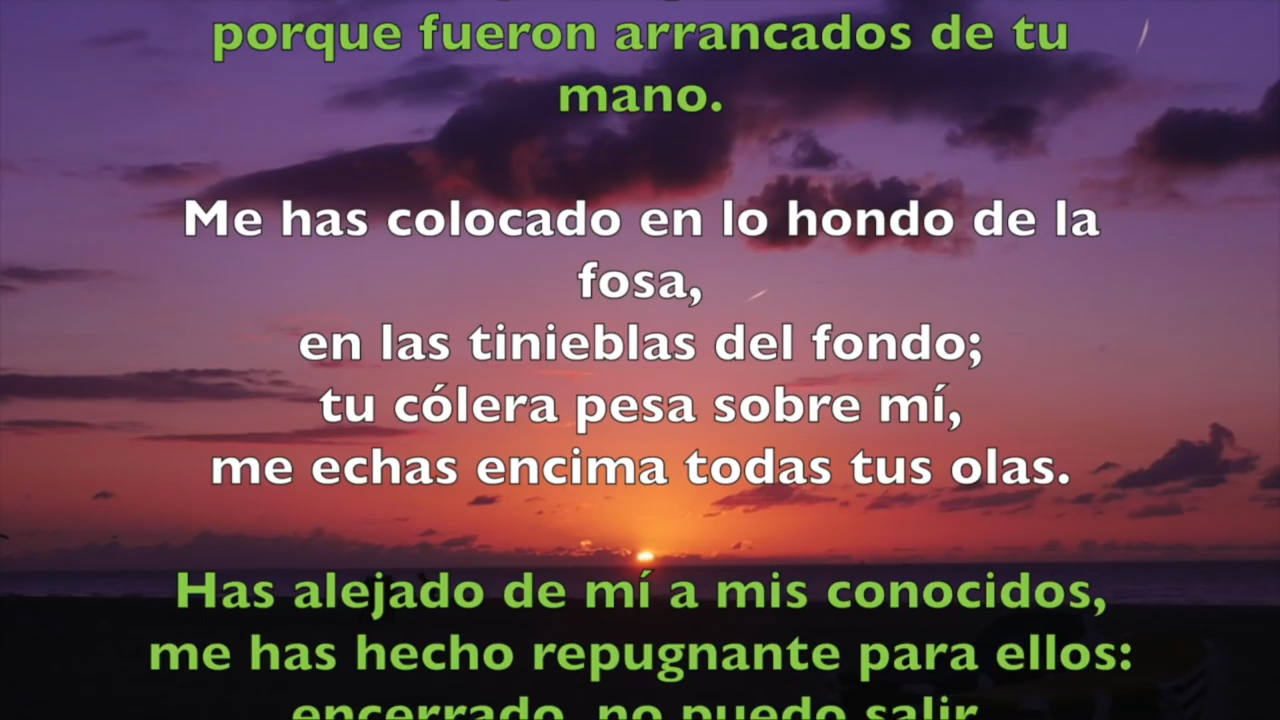 porque fueron arrancados de tu
mano.
Me has colocado en lo hondo de la
fosa,
en las tinieblas del fondo;
tu cólera pesa sobre mí,
me echas encima todas tus olas.
Has alejado de mí a mis conocidos,
me has hecho repugnante para ellos:
encerrado, no puedo salir